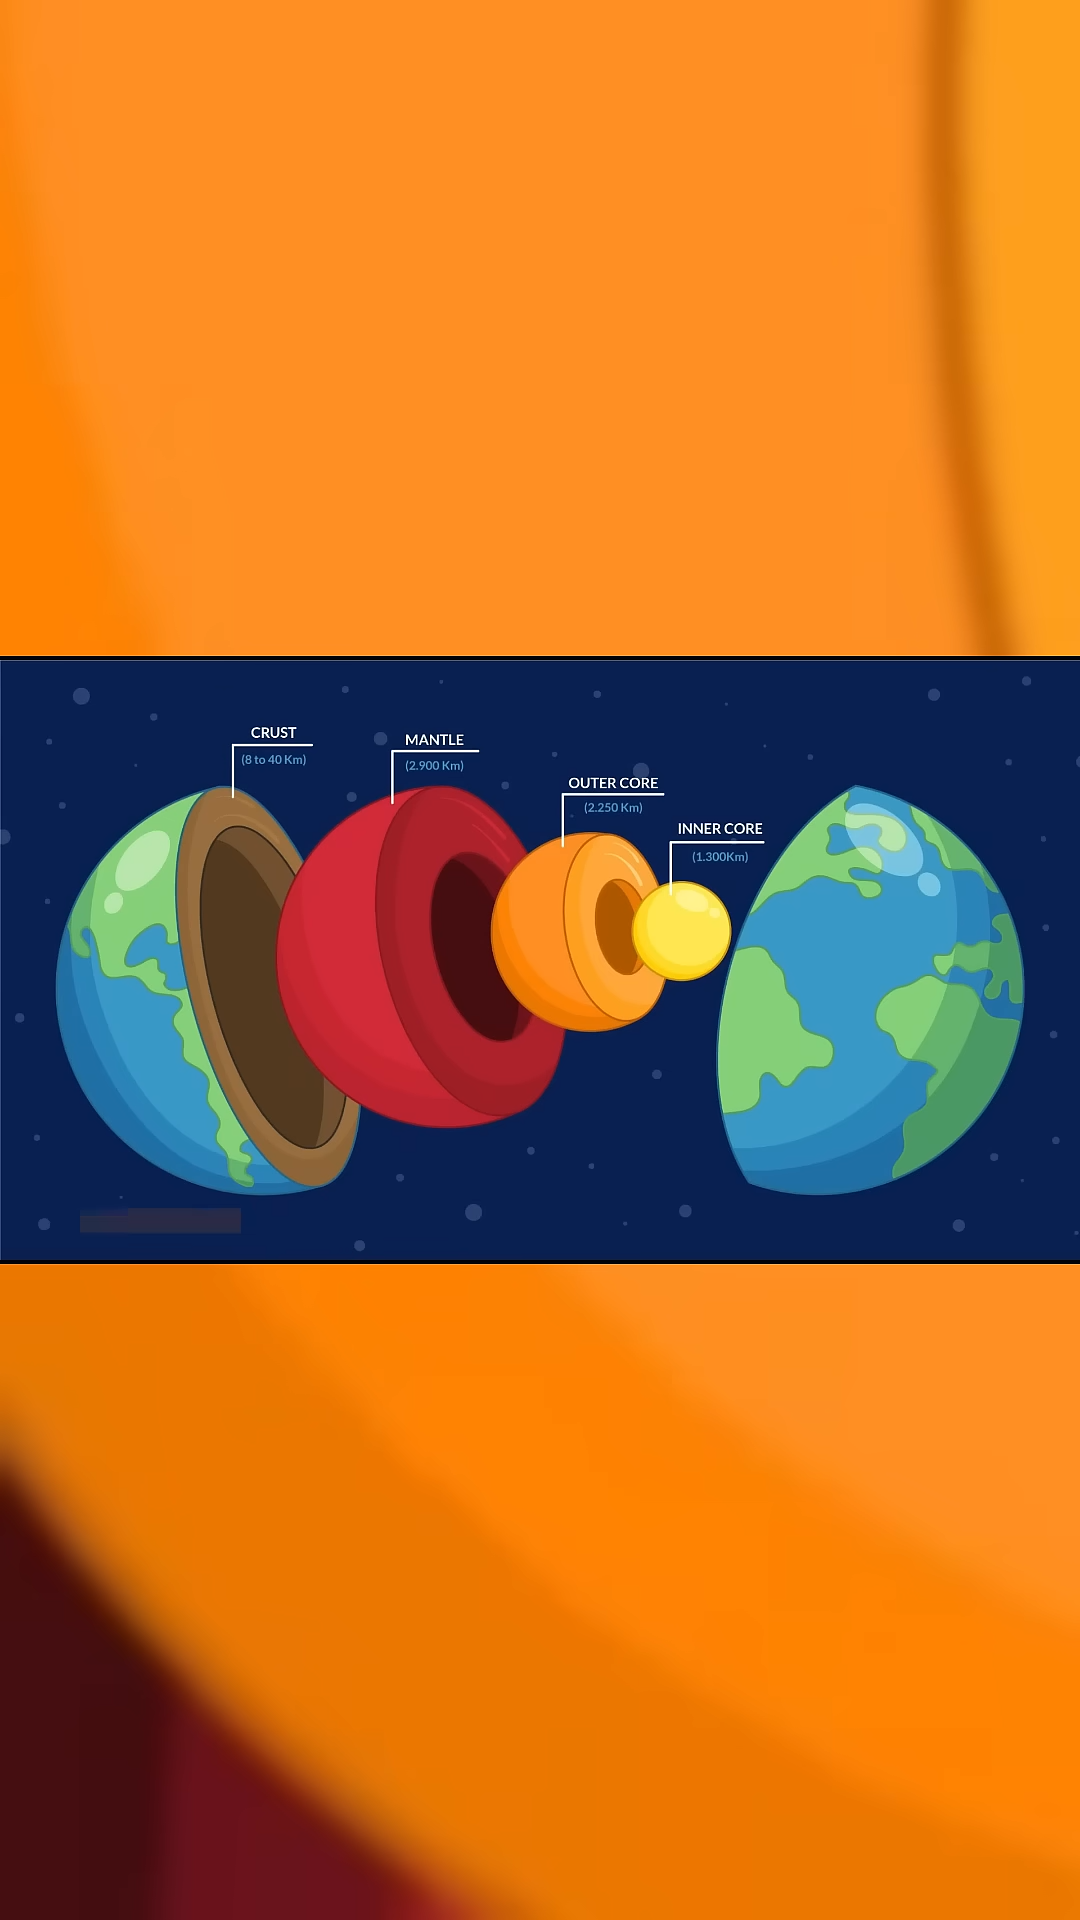 CRUST
(8 to 40 Km)
MANTLE
(2.900 Km)
OUTER CORE
(2.250 Km)
INNER CORE
(1.300Km)